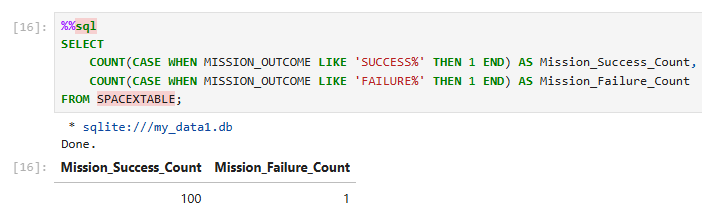 [16]: %%sql
SELECT
COUNT(CASE WHEN MISSION_OUTCOME LIKE 'SUCCESS%' THEN 1 END) AS Mission_Success_Count,
COUNT(CASE WHEN MISSION_OUTCOME LIKE 'FAILURE%' THEN 1 END) AS Mission_Failure_Count
FROM SPACEXTABLE;
* sqlite:///my_data1.db
Done.
[16]: Mission_Success_Count Mission_Failure_Count
100 1